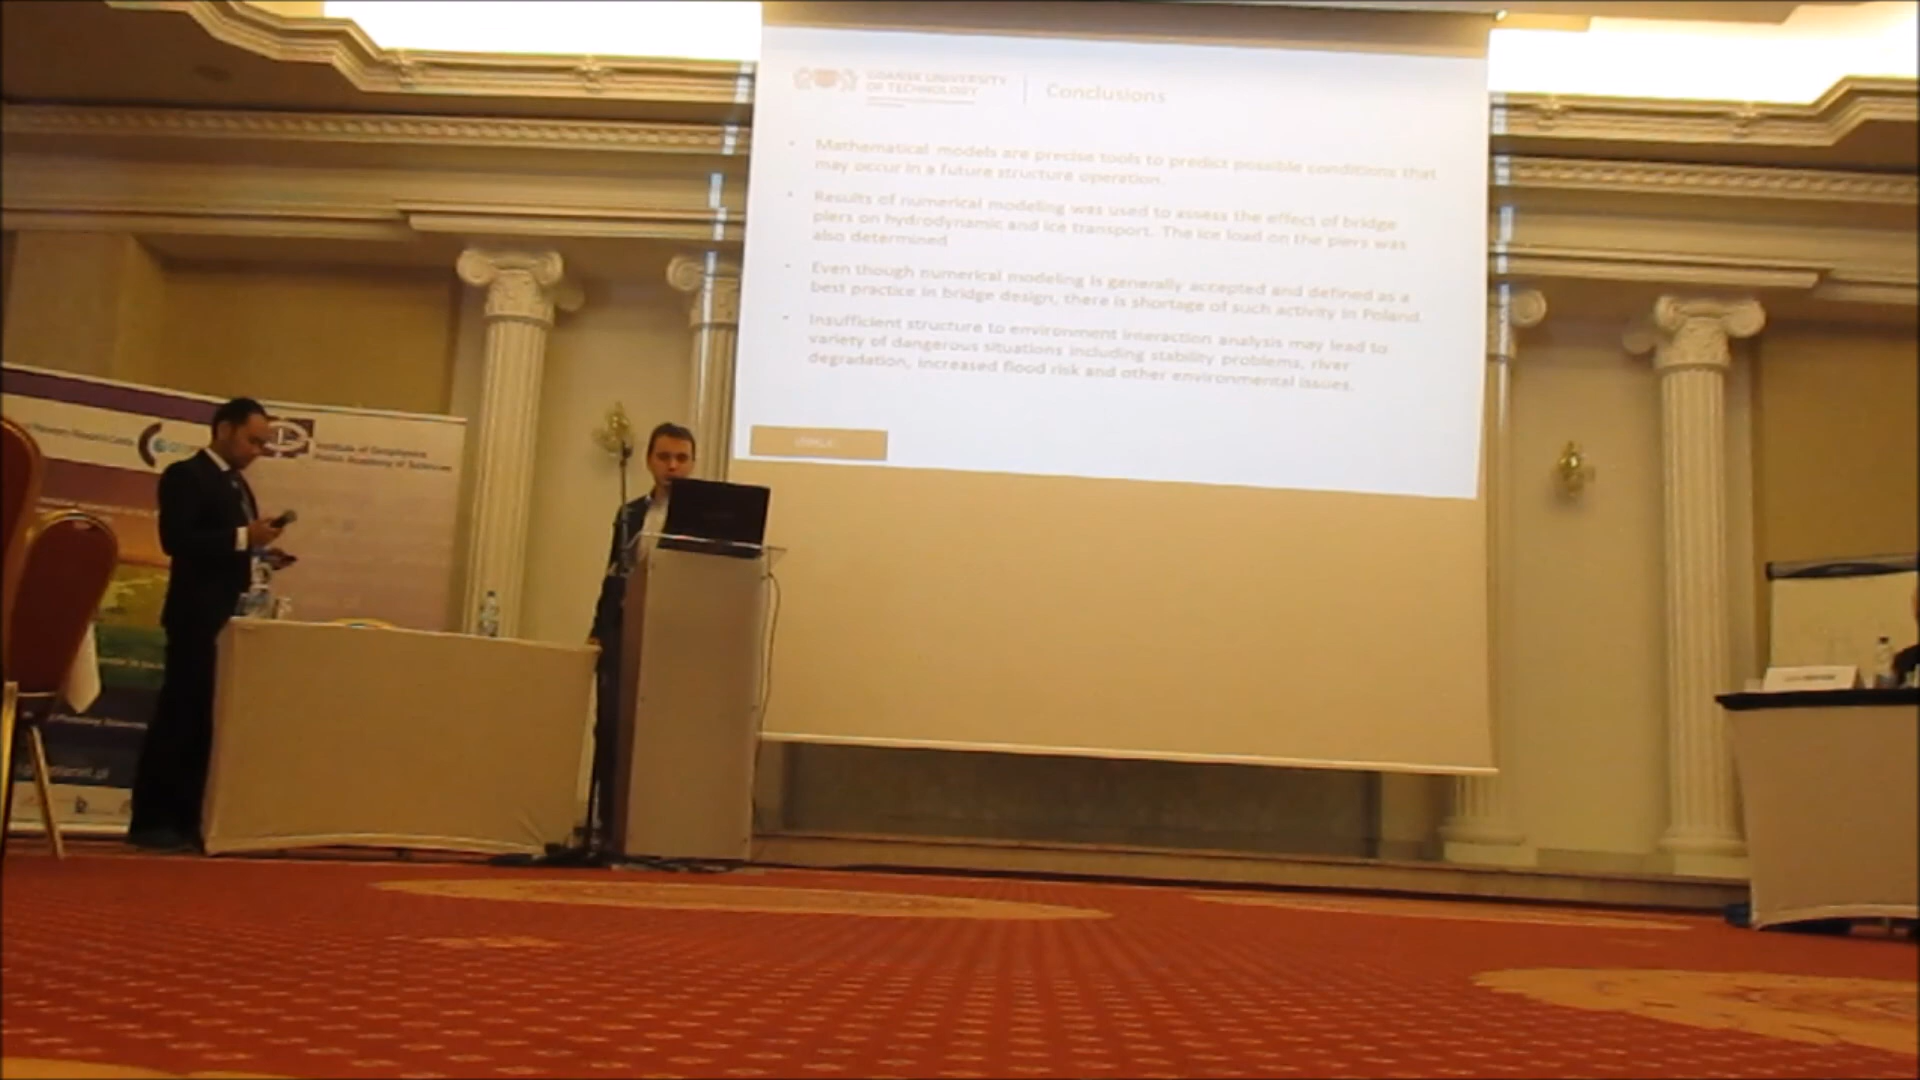 GDAŃSK UNIVERSITY
OF TECHNOLOGY
Conclusions
• Mathematical models are precise tools to predict possible conditions that
may occur in a future structure operation.
• Results of numerical modeling was used to assess the effect of bridge
piers on hydrodynamic and ice transport. The ice load on the piers was
also determined
• Even though numerical modeling is generally accepted and defined as a
best practice in bridge design, there is shortage of such activity in Poland.
• Insufficient structure to environment interaction analysis may lead to
variety of dangerous situations including stability problems, river
degradation, increased flood risk and other environmental issues.
Institute of Geophysics
Polish Academy of Sciences